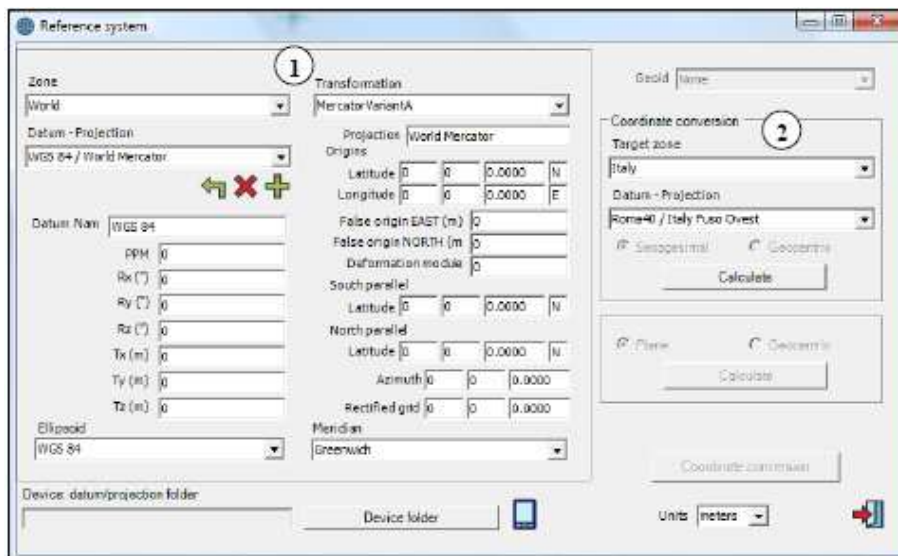 Reference system
1
Zone
World
Datum - Projection
WGS 84 / World Mercator
Datum Nam WGS 84
PPM 0
Rx (") 0
Ry (") 0
Rz (") 0
Tx (m) 0
Ty (m) 0
Tz (m) 0
Ellipsoid
WGS 84
Transformation
MercatorVariantA
Projection World Mercator
Origins
Latitude 0 0 0.0000 N
Longitude 0 0 0.0000 E
False origin EAST (m) 0
False origin NORTH (m 0
Deformation module 0
South parallel
Latitude 0 0 0.0000 N
North parallel
Latitude 0 0 0.0000 N
Azimuth 0 0 0.0000
Rectified grid 0 0 0.0000
Meridian
Greenwich
Geoid None
Coordinate conversion
2
Target zone
Italy
Datum - Projection
Rome40 / Italy Fuso Ovest
Sexagesimal Geocentric
Calculate
Plane Geocentric
Calculate
Coordinate conversion
Device: datum/projection folder
Device folder
Units meters